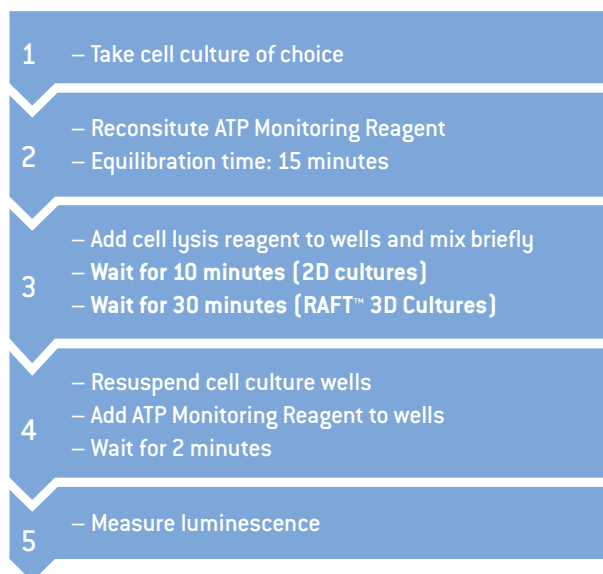 1
– Take cell culture of choice
2
– Reconsitute ATP Monitoring Reagent
– Equilibration time: 15 minutes
3
– Add cell lysis reagent to wells and mix briefly
– Wait for 10 minutes (2D cultures)
– Wait for 30 minutes (RAFT™ 3D Cultures)
4
– Resuspend cell culture wells
– Add ATP Monitoring Reagent to wells
– Wait for 2 minutes
5
– Measure luminescence